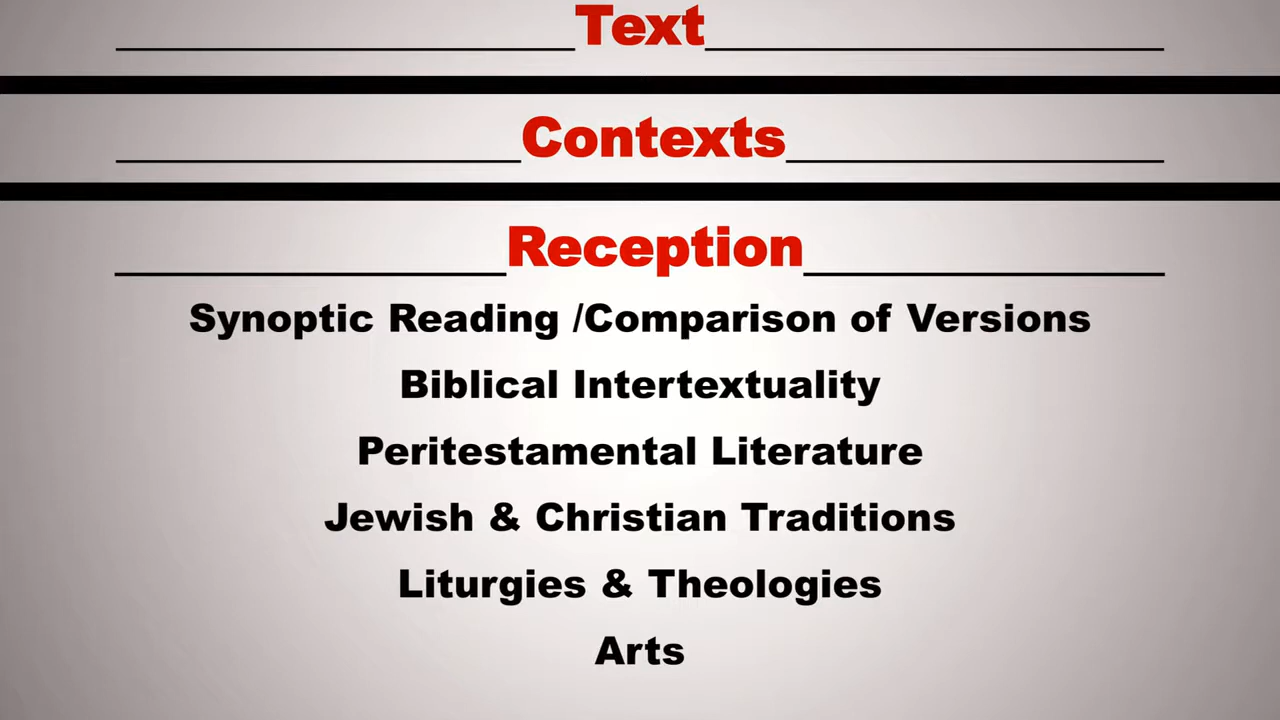 Text
Contexts
Reception
Synoptic Reading /Comparison of Versions
Biblical Intertextuality
Peritestamental Literature
Jewish & Christian Traditions
Liturgies & Theologies
Arts